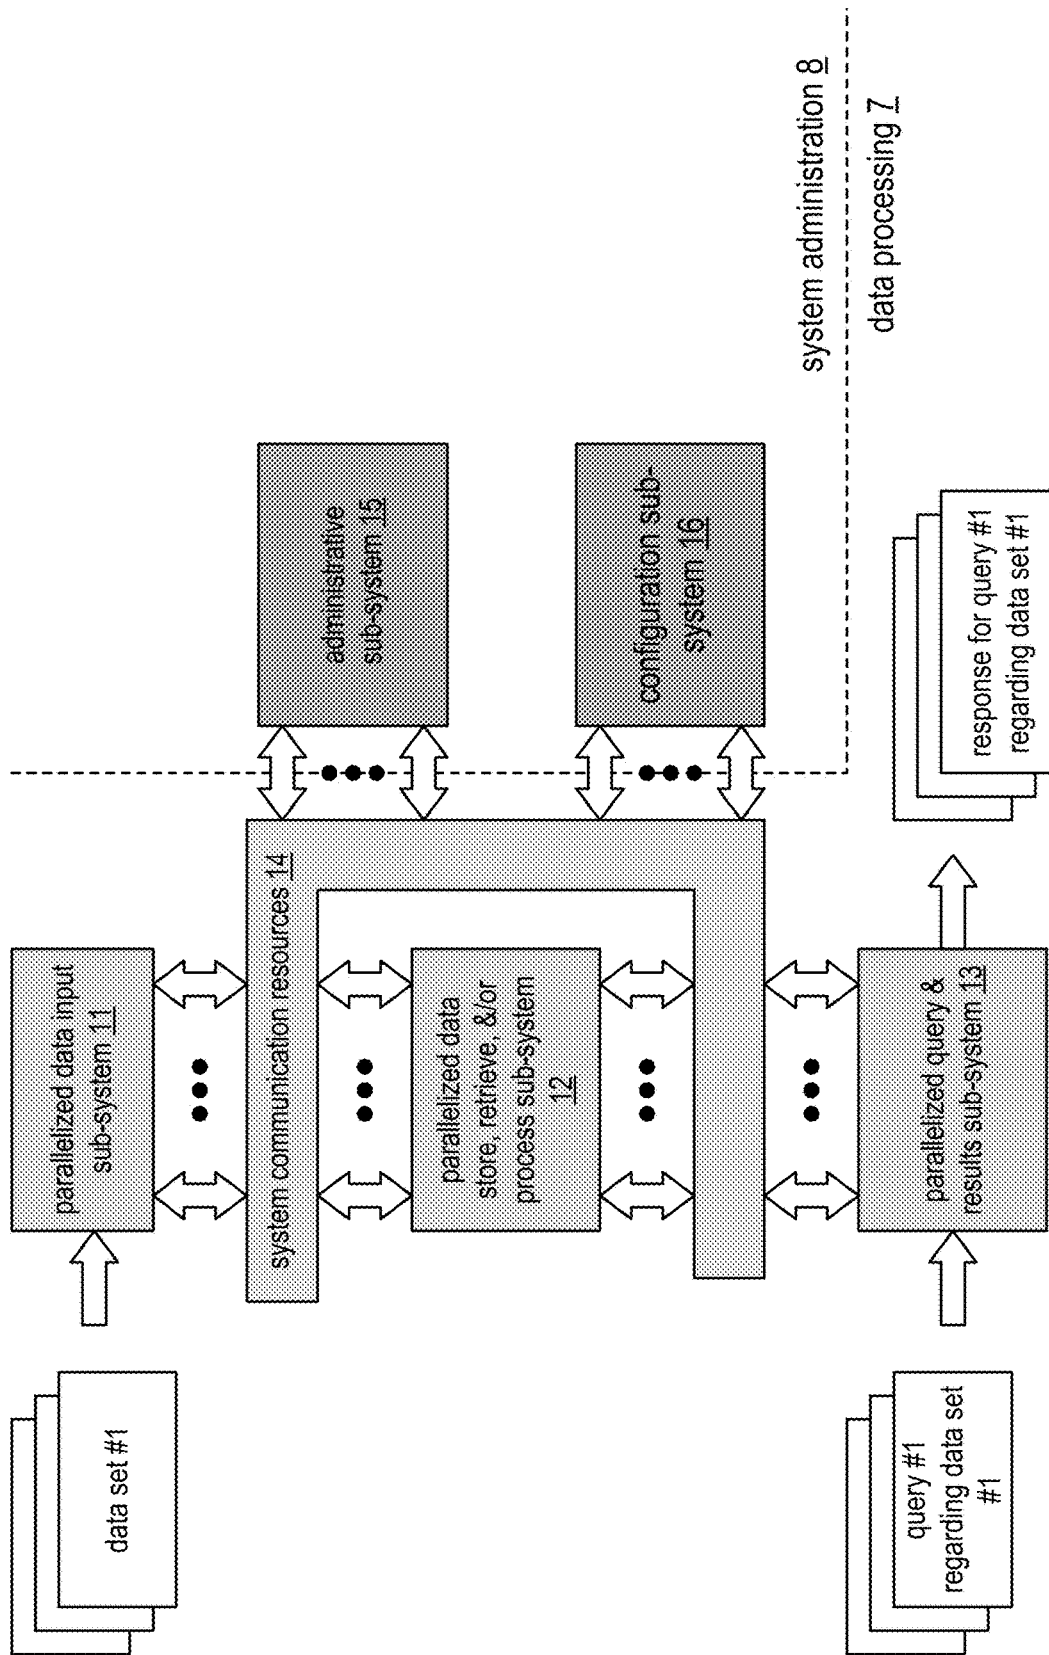 data set #1
parallelized data input
sub-system 11
system communication resources 14
parallelized data
store, retrieve, &/or
process sub-system
12
query #1
regarding data set
#1
parallelized query &
results sub-system 13
response for query #1
regarding data set #1
administrative
sub-system 15
configuration sub-
system 16
system administration 8
data processing 7